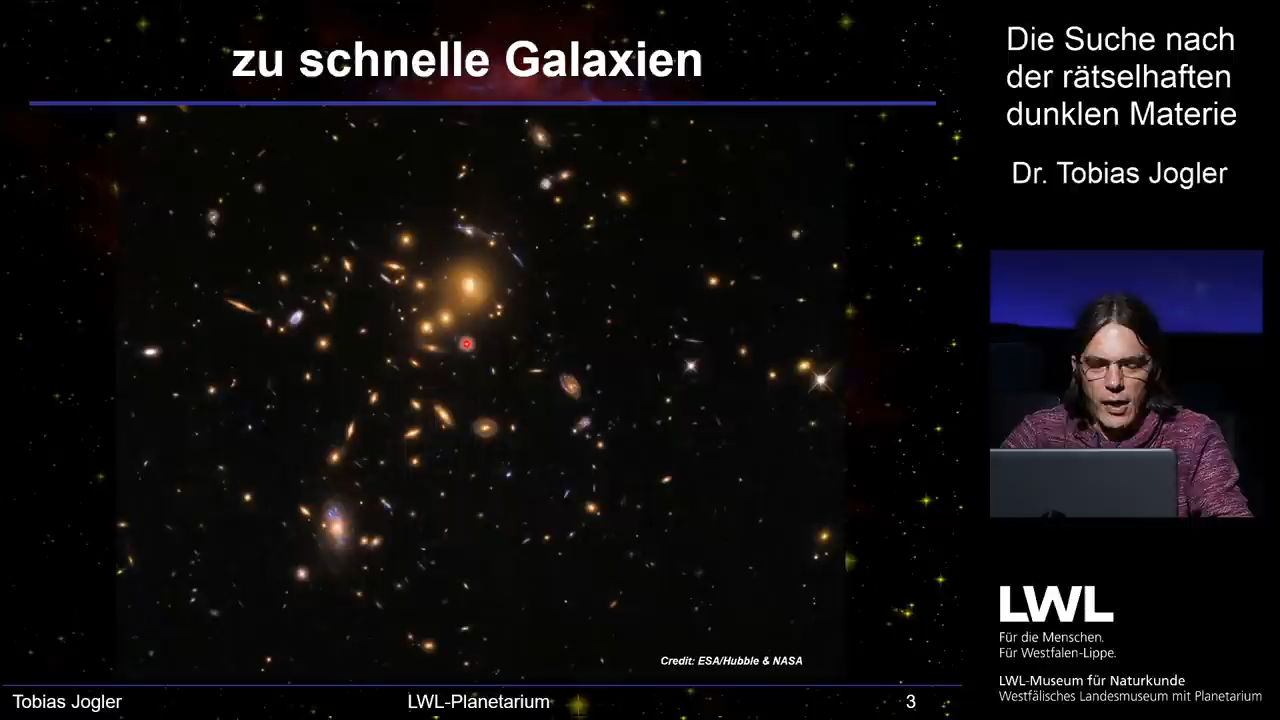 zu schnelle Galaxien
Credit: ESA/Hubble & NASA
Tobias Jogler
LWL-Planetarium
3
Die Suche nach
der rätselhaften
dunklen Materie
Dr. Tobias Jogler
LWL
Für die Menschen.
Für Westfalen-Lippe.
LWL-Museum für Naturkunde
Westfälisches Landesmuseum mit Planetarium